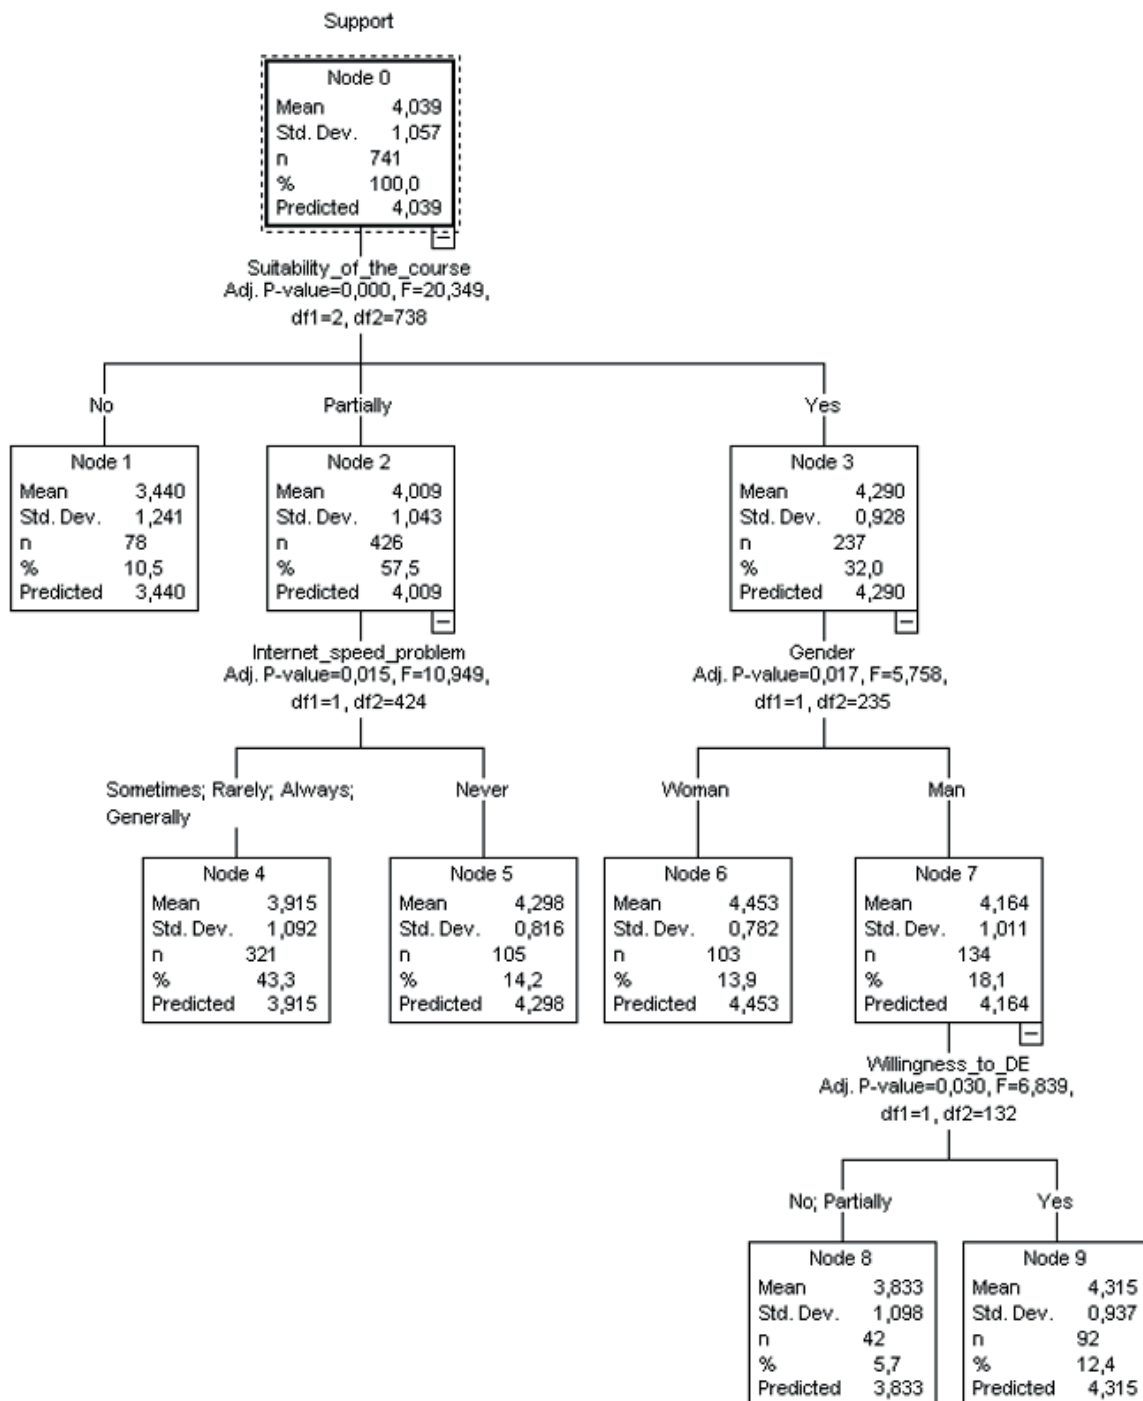 Support
Node 0
Mean 4,039
Std. Dev. 1,057
n 741
% 100,0
Predicted 4,039
Suitability_of_the_course
Adj. P-value=0,000, F=20,349,
df1=2, df2=738
No
Partially
Yes
Node 1
Mean 3,440
Std. Dev. 1,241
n 78
% 10,5
Predicted 3,440
Node 2
Mean 4,009
Std. Dev. 1,043
n 426
% 57,5
Predicted 4,009
Node 3
Mean 4,290
Std. Dev. 0,928
n 237
% 32,0
Predicted 4,290
Internet_speed_problem
Adj. P-value=0,015, F=10,949,
df1=1, df2=424
Gender
Adj. P-value=0,017, F=5,758,
df1=1, df2=235
Sometimes; Rarely; Always;
Generally
Never
Woman
Man
Node 4
Mean 3,915
Std. Dev. 1,092
n 321
% 43,3
Predicted 3,915
Node 5
Mean 4,298
Std. Dev. 0,816
n 105
% 14,2
Predicted 4,298
Node 6
Mean 4,453
Std. Dev. 0,782
n 103
% 13,9
Predicted 4,453
Node 7
Mean 4,164
Std. Dev. 1,011
n 134
% 18,1
Predicted 4,164
Willingness_to_DE
Adj. P-value=0,030, F=6,839,
df1=1, df2=132
No; Partially
Yes
Node 8
Mean 3,833
Std. Dev. 1,098
n 42
% 5,7
Predicted 3,833
Node 9
Mean 4,315
Std. Dev. 0,937
n 92
% 12,4
Predicted 4,315